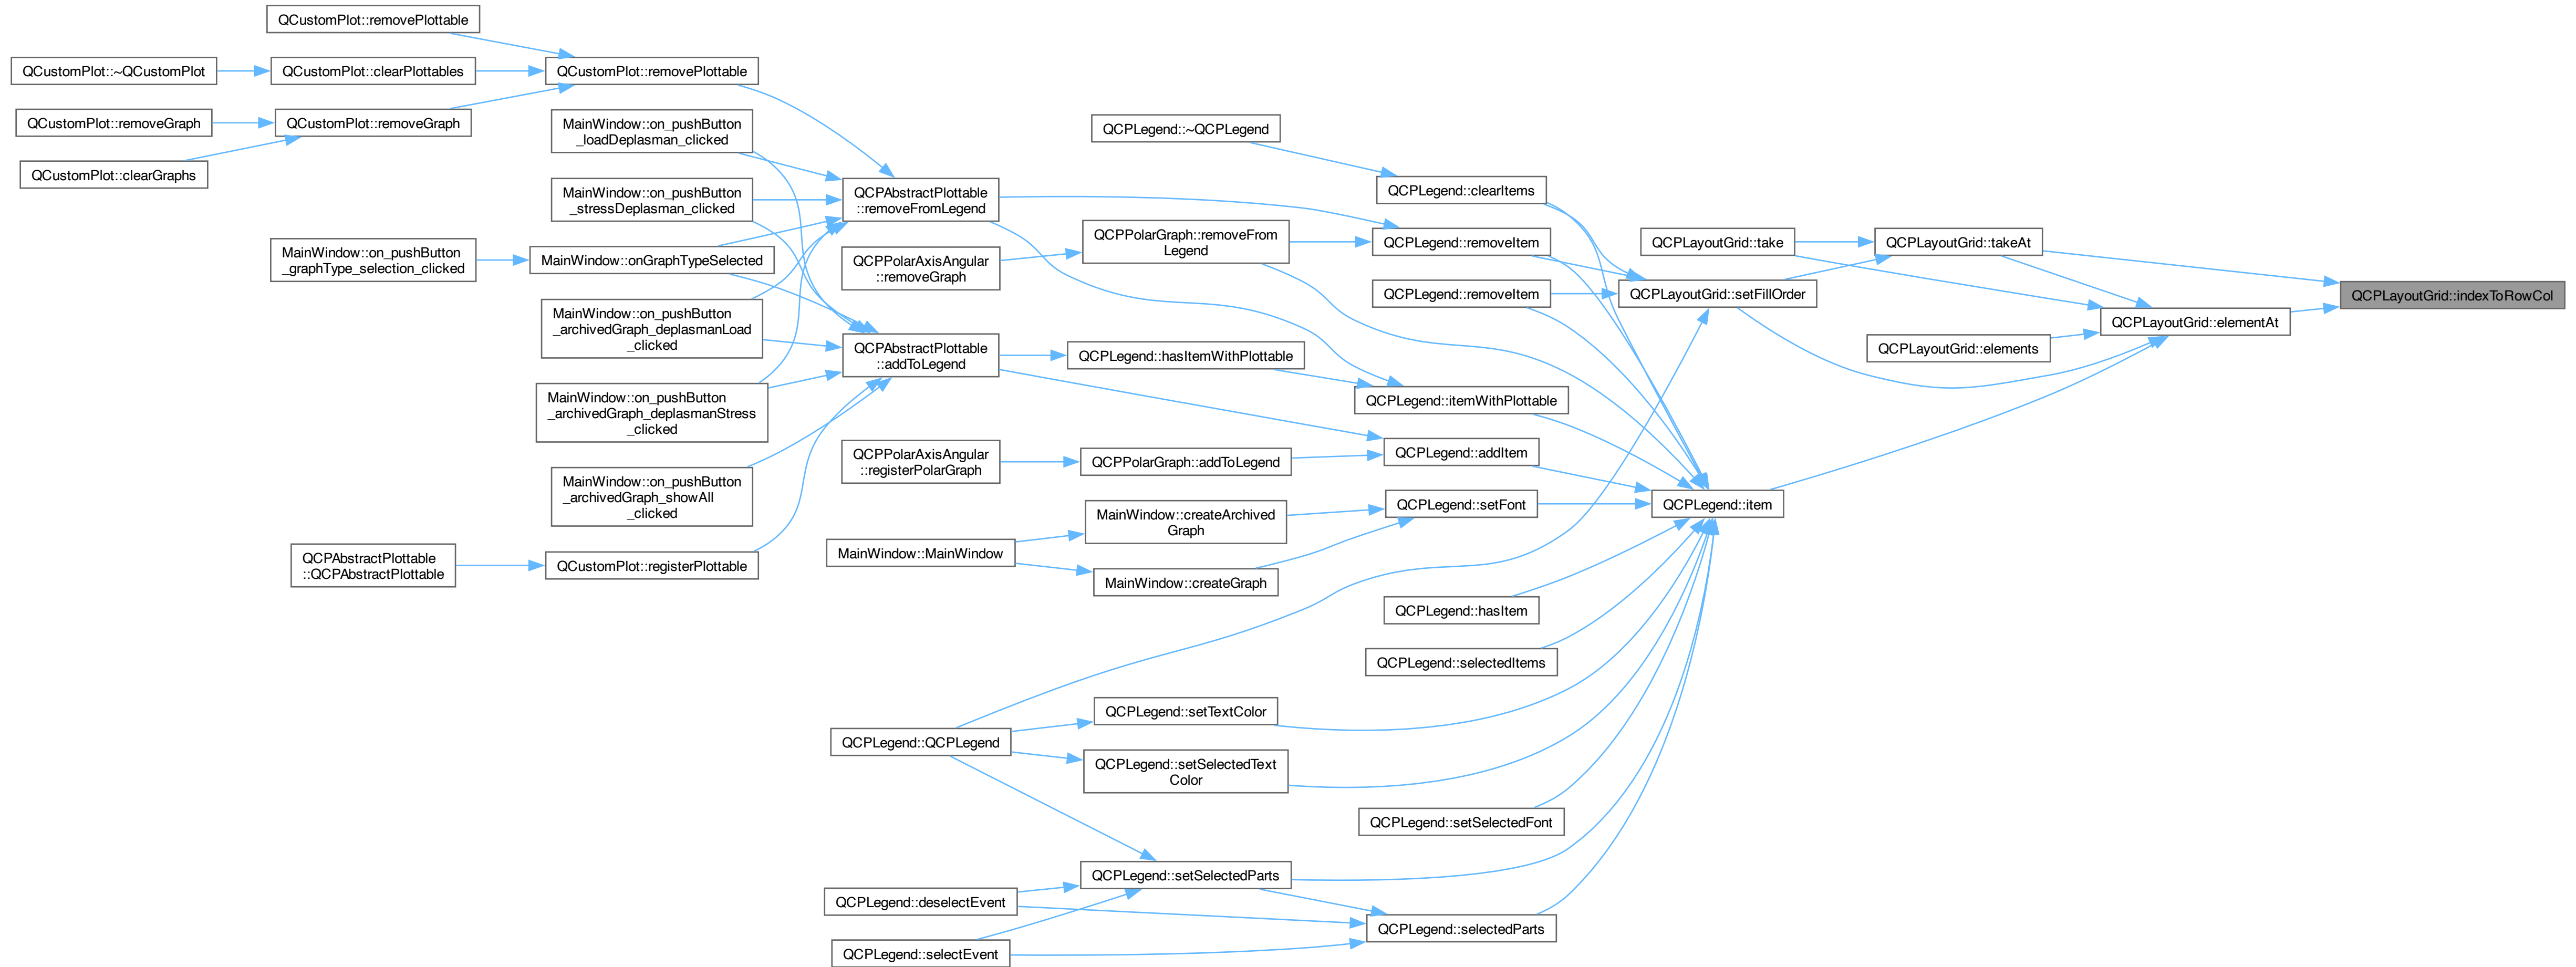 QCustomPlot::removePlottable
QCustomPlot::~QCustomPlot
QCustomPlot::clearPlottables
QCustomPlot::removePlottable
QCustomPlot::removeGraph
QCustomPlot::removeGraph
QCustomPlot::clearGraphs
MainWindow::on_pushButton
_loadDeplasman_clicked
MainWindow::on_pushButton
_stressDeplasman_clicked
MainWindow::on_pushButton
_graphType_selection_clicked
MainWindow::onGraphTypeSelected
MainWindow::on_pushButton
_archivedGraph_deplasmanLoad
_clicked
MainWindow::on_pushButton
_archivedGraph_deplasmanStress
_clicked
MainWindow::on_pushButton
_archivedGraph_showAll
_clicked
QCPAbstractPlottable
::QCPAbstractPlottable
QCustomPlot::registerPlottable
QCPAbstractPlottable
::removeFromLegend
QCPPolarAxisAngular
::removeGraph
QCPAbstractPlottable
::addToLegend
QCPPolarAxisAngular
::registerPolarGraph
MainWindow::MainWindow
QCPLegend::QCPLegend
QCPLegend::deselectEvent
QCPLegend::selectEvent
QCPLegend::~QCPLegend
QCPPolarGraph::removeFrom
Legend
QCPLegend::hasItemWithPlottable
QCPPolarGraph::addToLegend
MainWindow::createArchived
Graph
MainWindow::createGraph
QCPLegend::setTextColor
QCPLegend::setSelectedText
Color
QCPLegend::setSelectedParts
QCPLegend::clearItems
QCPLegend::removeItem
QCPLegend::removeItem
QCPLegend::itemWithPlottable
QCPLegend::addItem
QCPLegend::setFont
QCPLegend::hasItem
QCPLegend::selectedItems
QCPLegend::setSelectedFont
QCPLegend::selectedParts
QCPLayoutGrid::take
QCPLayoutGrid::setFillOrder
QCPLegend::item
QCPLayoutGrid::takeAt
QCPLayoutGrid::elements
QCPLayoutGrid::elementAt
QCPLayoutGrid::indexToRowCol